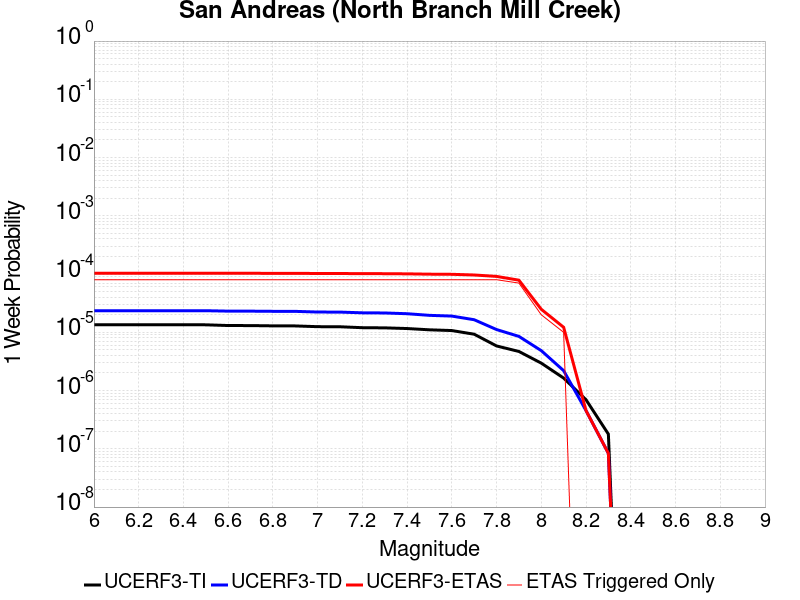 San Andreas (North Branch Mill Creek)
10^0
10^-1
10^-2
10^-3
10^-4
10^-5
10^-6
10^-7
10^-8
1 Week Probability
6 6.2 6.4 6.6 6.8 7 7.2 7.4 7.6 7.8 8 8.2 8.4 8.6 8.8 9
Magnitude
UCERF3-TI UCERF3-TD UCERF3-ETAS ETAS Triggered Only